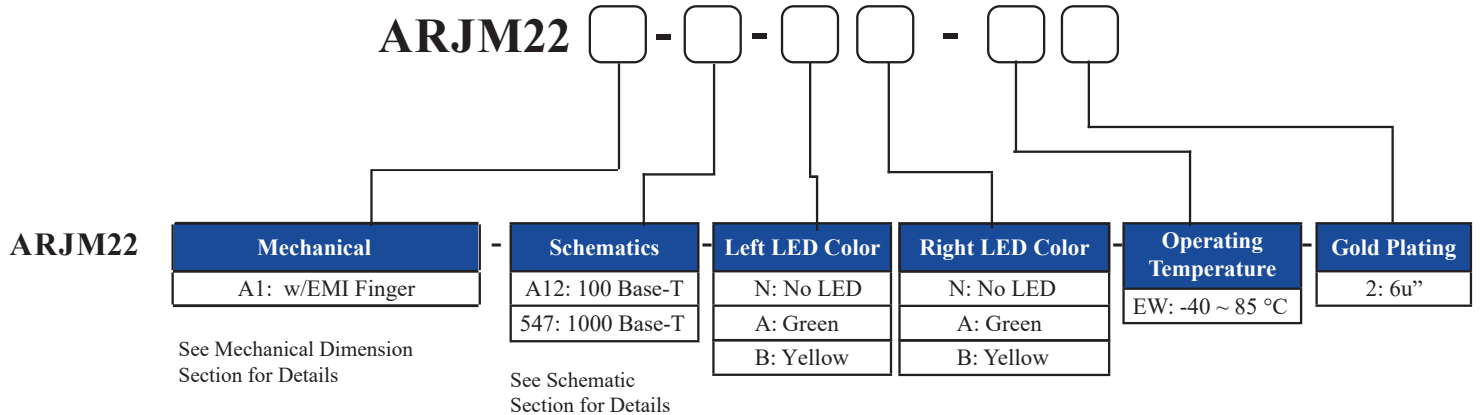 ARJM22 - - -
ARJM22
Mechanical
A1: w/EMI Finger
See Mechanical Dimension
Section for Details
-
Schematics
A12: 100 Base-T
547: 1000 Base-T
See Schematic
Section for Details
-
Left LED Color
N: No LED
A: Green
B: Yellow
Right LED Color
N: No LED
A: Green
B: Yellow
-
Operating
Temperature
EW: -40 ~ 85 °C
-
Gold Plating
2: 6u”